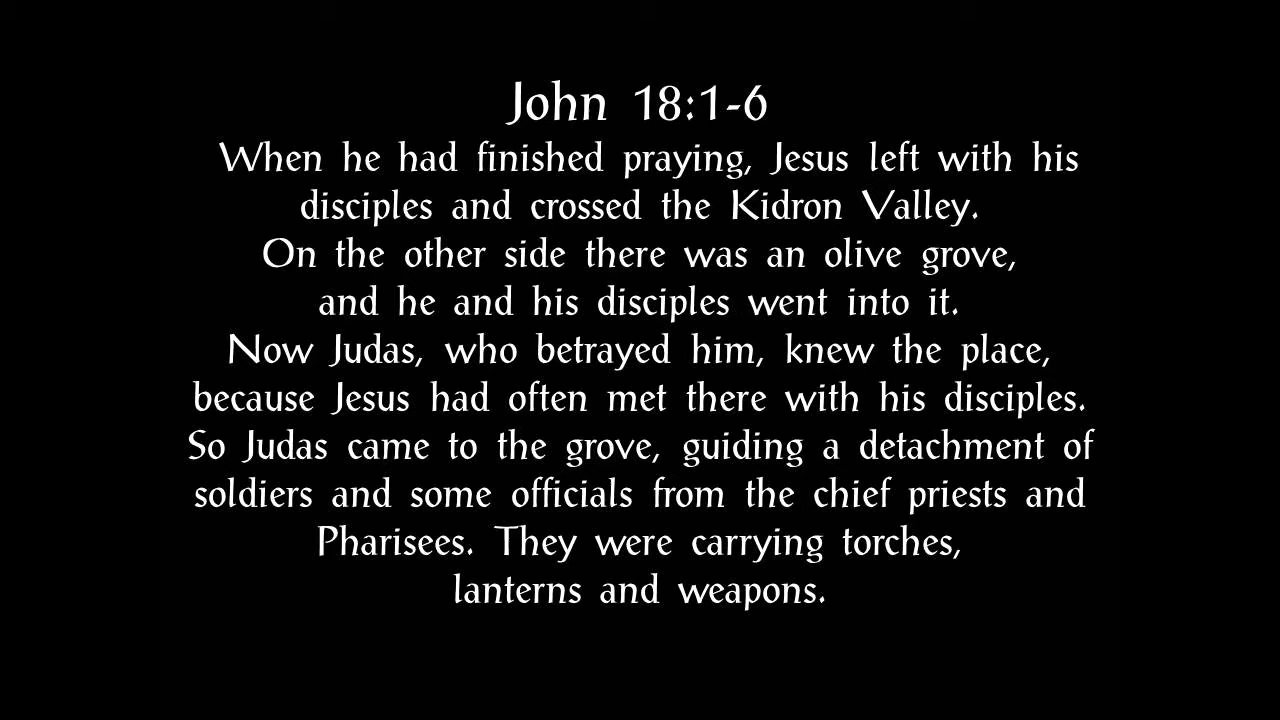 John 18:1-6
When he had finished praying, Jesus left with his
disciples and crossed the Kidron Valley.
On the other side there was an olive grove,
and he and his disciples went into it.
Now Judas, who betrayed him, knew the place,
because Jesus had often met there with his disciples.
So Judas came to the grove, guiding a detachment of
soldiers and some officials from the chief priests and
Pharisees. They were carrying torches,
lanterns and weapons.